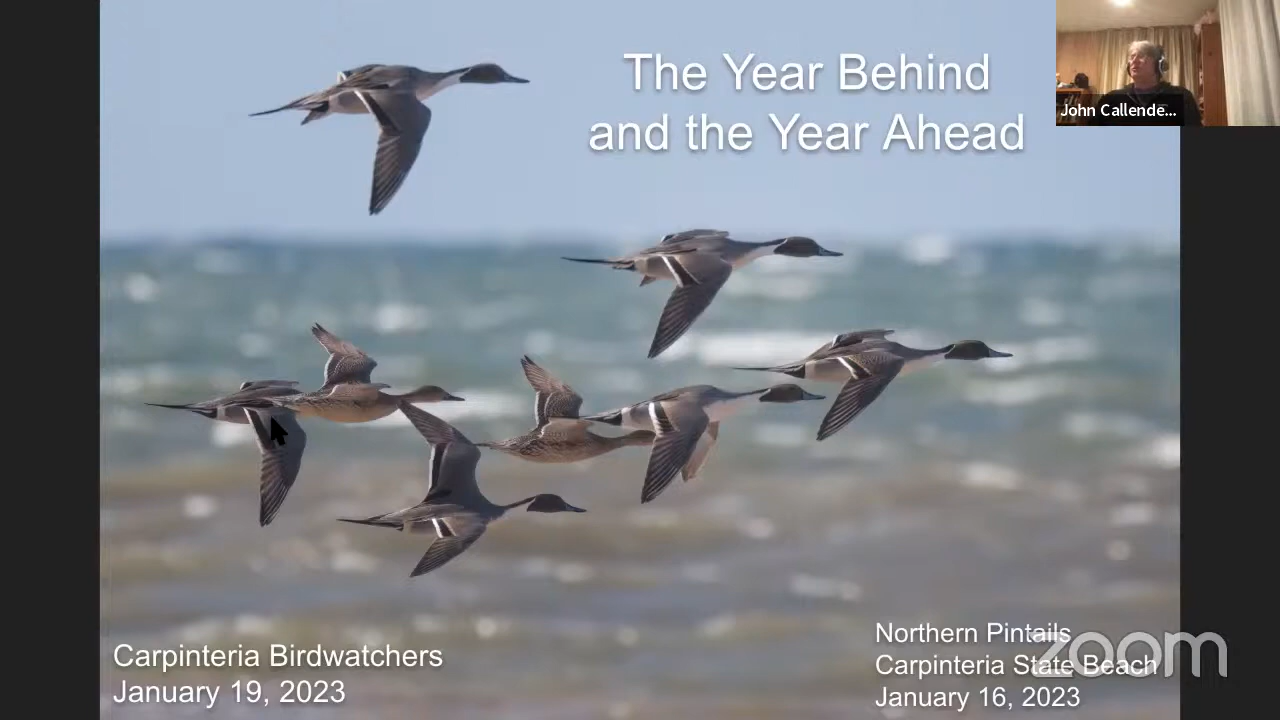 The Year Behind
and the Year Ahead
John Callende...
Carpinteria Birdwatchers
January 19, 2023
Northern Pintails
Carpinteria State Beach
January 16, 2023
zoom